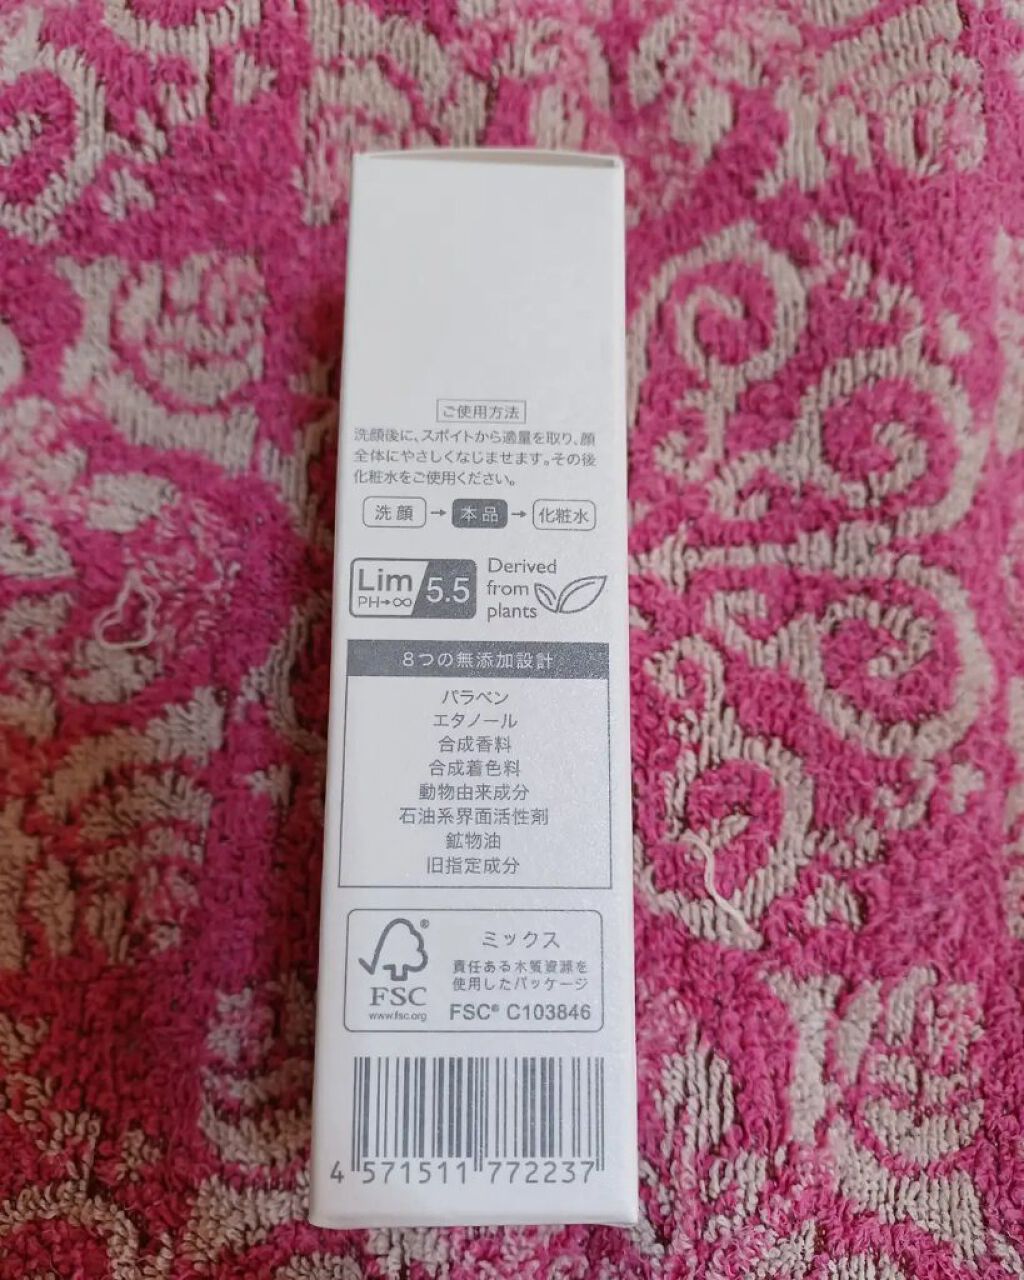 ご使用方法
洗顔後に、スポイトから適量を取り、顔
全体にやさしくなじませます。その後
化粧水をご使用ください。
洗顔→本品→化粧水
Lim 5.5
PH→∞
Derived
from
plants
8つの無添加設計
パラベン
エタノール
合成香料
合成着色料
動物由来成分
石油系界面活性剤
鉱物油
旧指定成分
FSC®
www.fsc.org
ミックス
責任ある木質資源を
使用したパッケージ
FSC® C103846
4 571511 772237